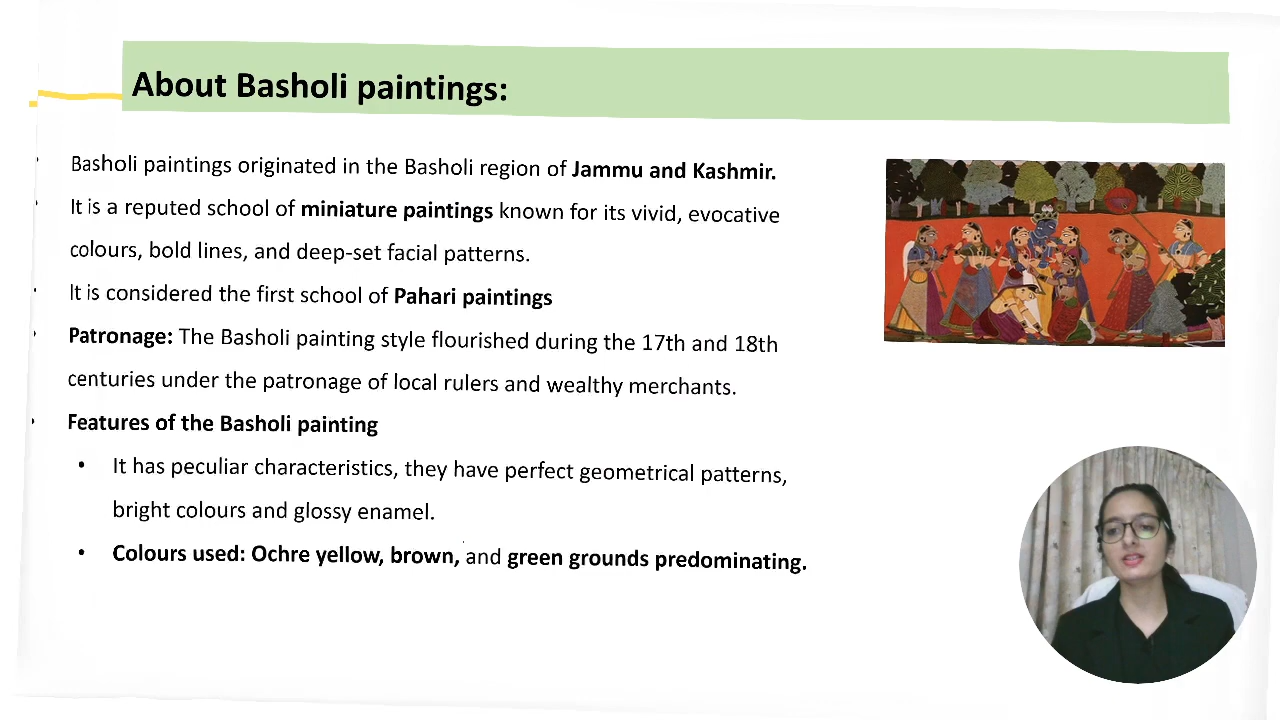 About Basholi paintings:
Basholi paintings originated in the Basholi region of Jammu and Kashmir.
It is a reputed school of miniature paintings known for its vivid, evocative
colours, bold lines, and deep-set facial patterns.
It is considered the first school of Pahari paintings
Patronage: The Basholi painting style flourished during the 17th and 18th
centuries under the patronage of local rulers and wealthy merchants.
Features of the Basholi painting
• It has peculiar characteristics, they have perfect geometrical patterns,
bright colours and glossy enamel.
• Colours used: Ochre yellow, brown, and green grounds predominating.